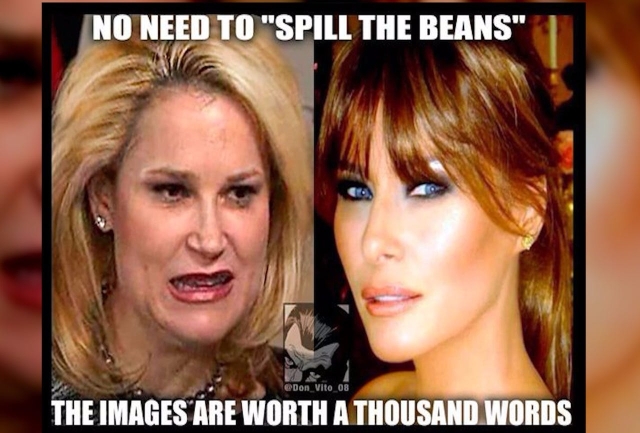 NO NEED TO "SPILL THE BEANS"
@Don_Vito_08
THE IMAGES ARE WORTH A THOUSAND WORDS